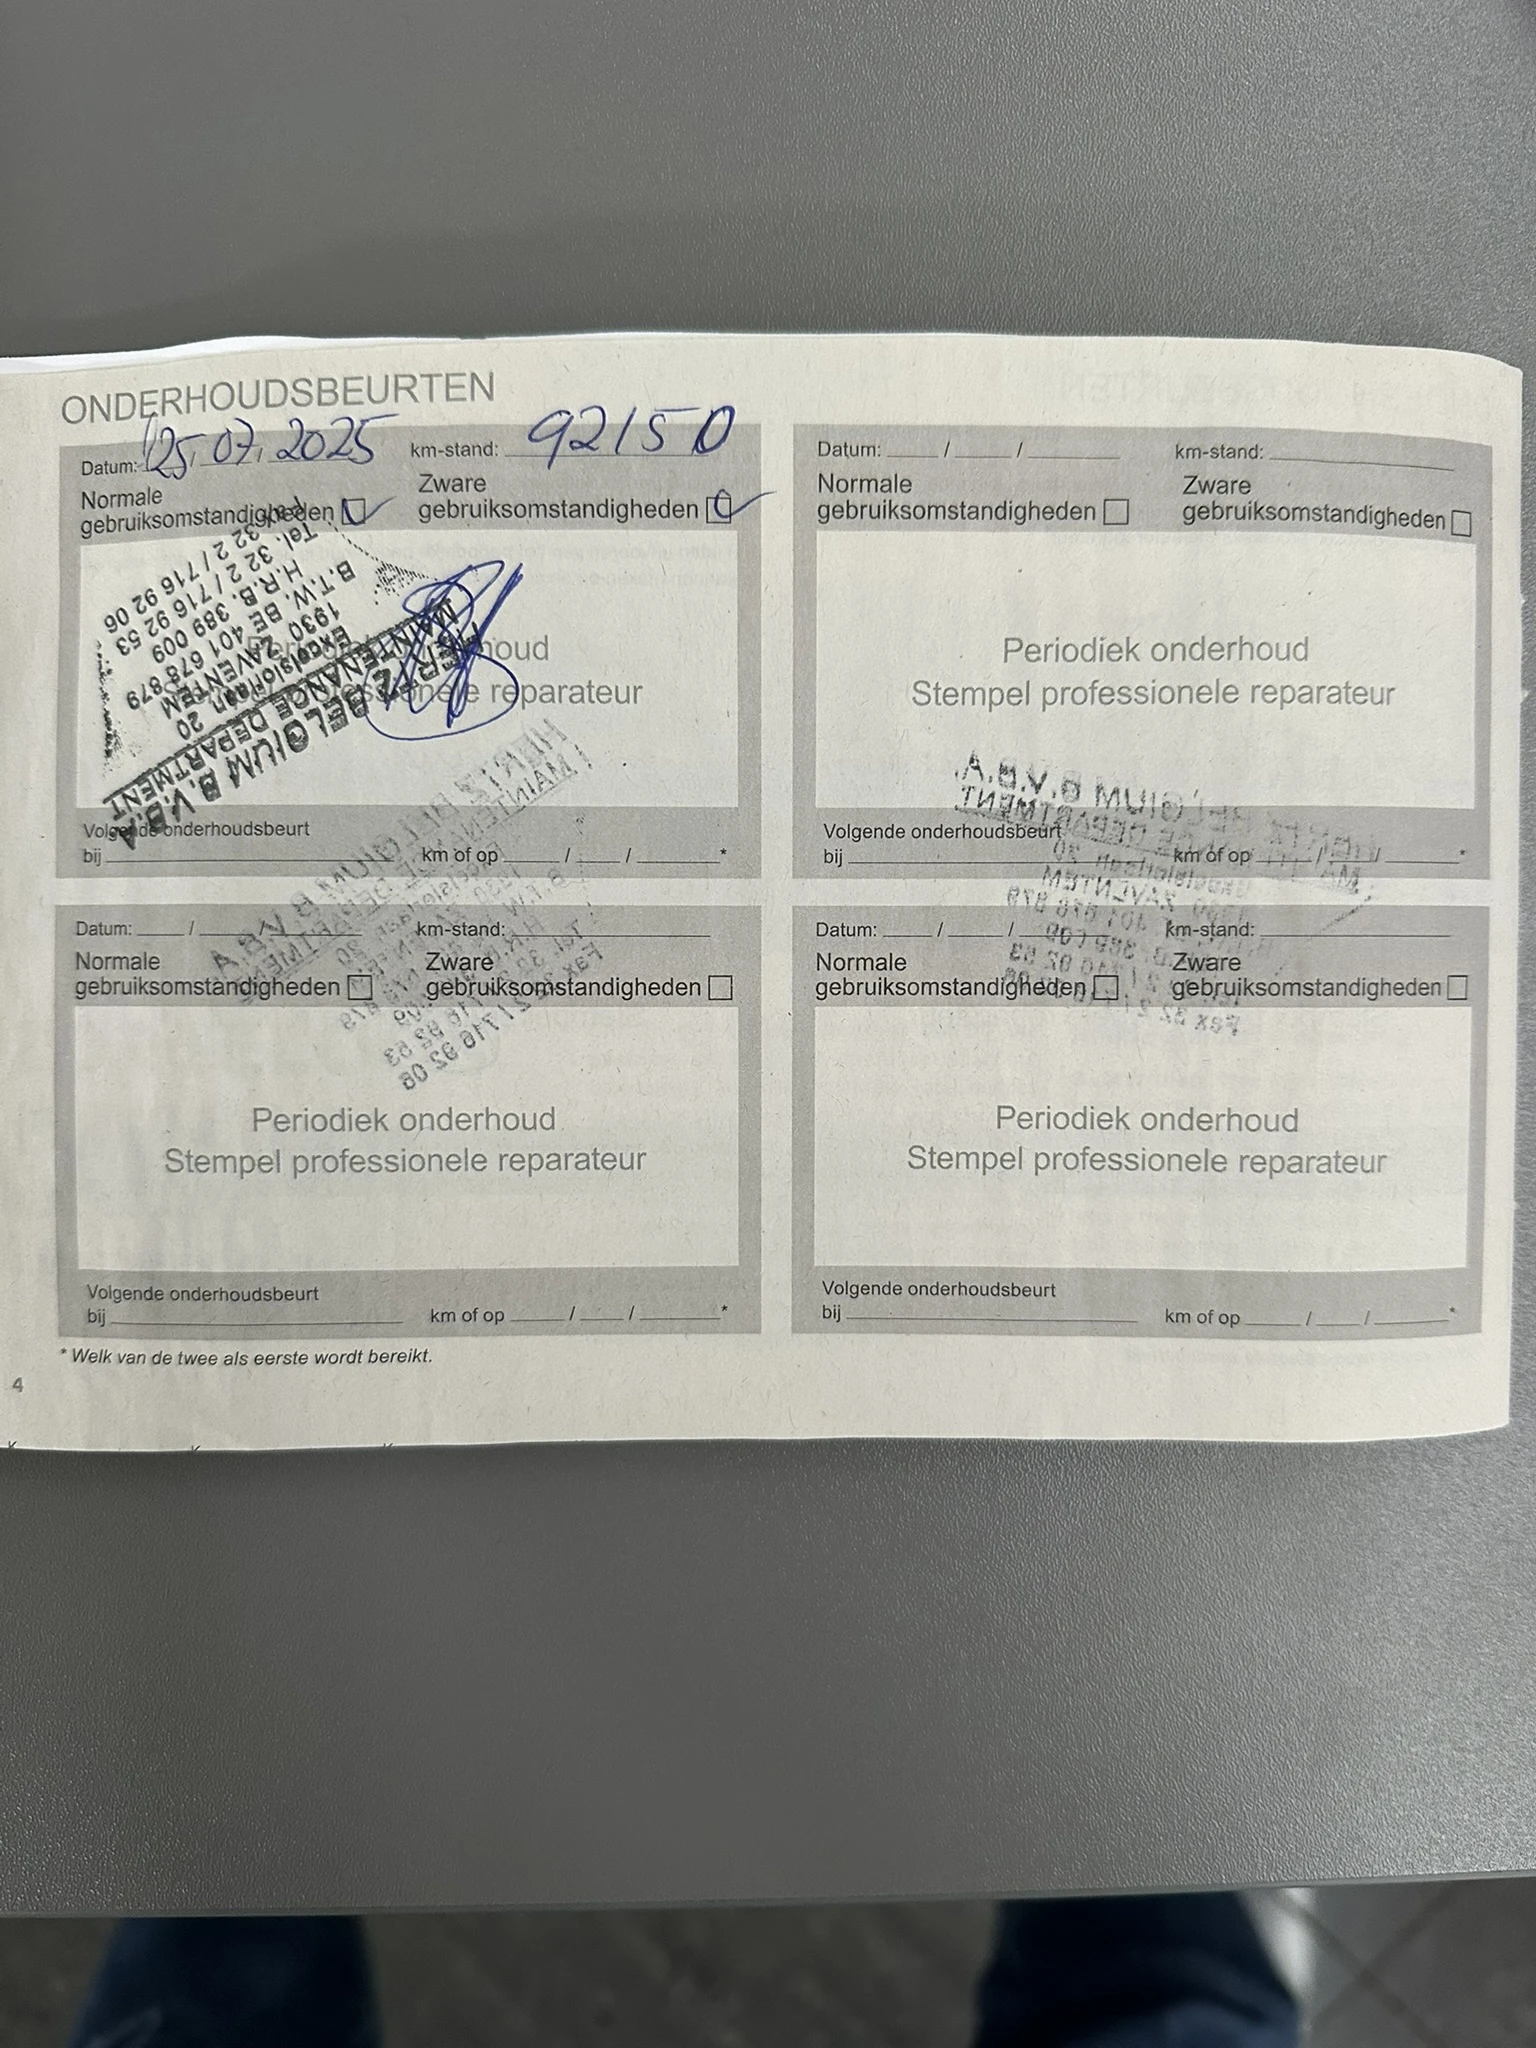 ONDERHOUDSBEURTEN
Datum: 25.07.2025 km-stand: 92150
Normale gebruiksomstandigheden
Zware gebruiksomstandigheden
HERTZ BELGIUM B.V.B.A
MAINTENANCE DEPARTMENT
Excelsiorlaan 20
1930 ZAVENTEM
B.T.W. BE 401 678 879
H.R.B. 389 009
Tel. 32 2 / 716 92 53
Fax 32 2 / 716 92 06
Periodiek onderhoud
Stempel professionele reparateur
Volgende onderhoudsbeurt
bij km of op / / *
Datum: / / km-stand:
Normale gebruiksomstandigheden
Zware gebruiksomstandigheden
Periodiek onderhoud
Stempel professionele reparateur
Volgende onderhoudsbeurt
bij km of op / / *
Datum: / / km-stand:
Normale gebruiksomstandigheden
Zware gebruiksomstandigheden
Periodiek onderhoud
Stempel professionele reparateur
Volgende onderhoudsbeurt
bij km of op / / *
Datum: / / km-stand:
Normale gebruiksomstandigheden
Zware gebruiksomstandigheden
Periodiek onderhoud
Stempel professionele reparateur
Volgende onderhoudsbeurt
bij km of op / / *
* Welk van de twee als eerste wordt bereikt.
4